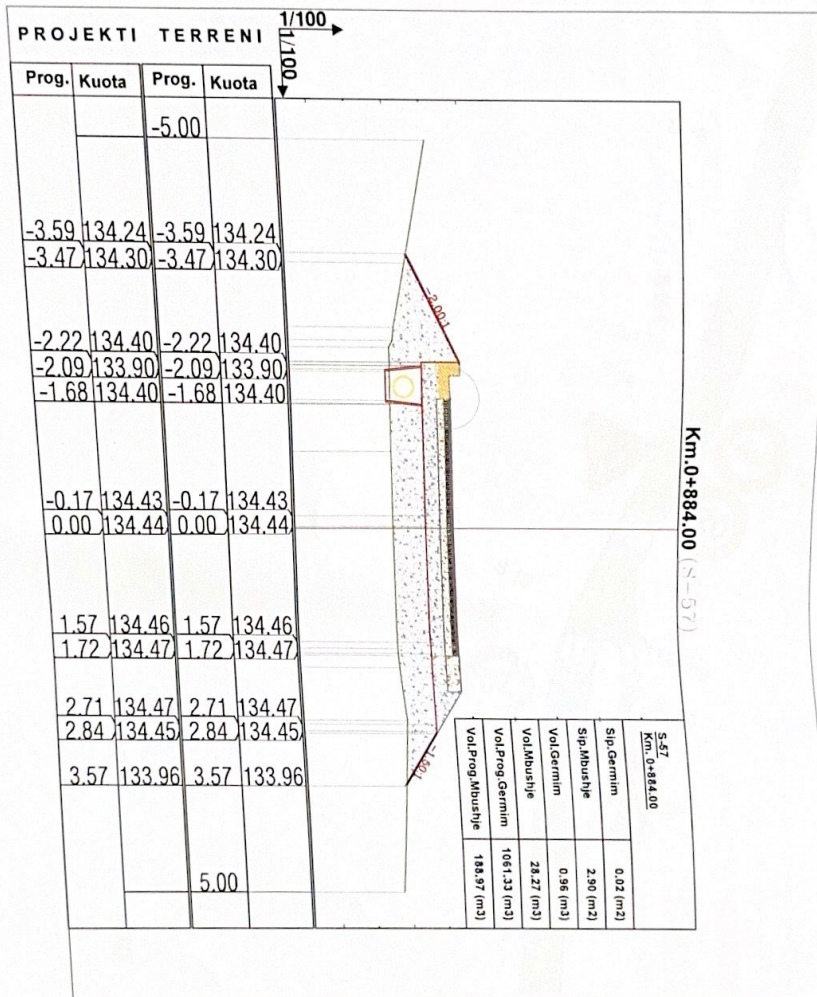 PROJEKTI TERRENI
1/100
1/100
Prog. Kuota Prog. Kuota
-5.00
-3.59 134.24 -3.59 134.24
-3.47 134.30 -3.47 134.30
-2.22 134.40 -2.22 134.40
-2.09 133.90 -2.09 133.90
-1.68 134.40 -1.68 134.40
-0.17 134.43 -0.17 134.43
0.00 134.44 0.00 134.44
1.57 134.46 1.57 134.46
1.72 134.47 1.72 134.47
2.71 134.47 2.71 134.47
2.84 134.45 2.84 134.45
3.57 133.96 3.57 133.96
5.00
-2.00:1
-1.50:1
Km.0+884.00 (S-57)
S-57
Km. 0+884.00
Sip.Germim 0.02 (m2)
Sip.Mbushje 2.90 (m2)
Vol.Germim 0.96 (m3)
Vol.Mbushje 28.27 (m3)
Vol.Prog.Germim 1061.33 (m3)
Vol.Prog.Mbushje 188.97 (m3)